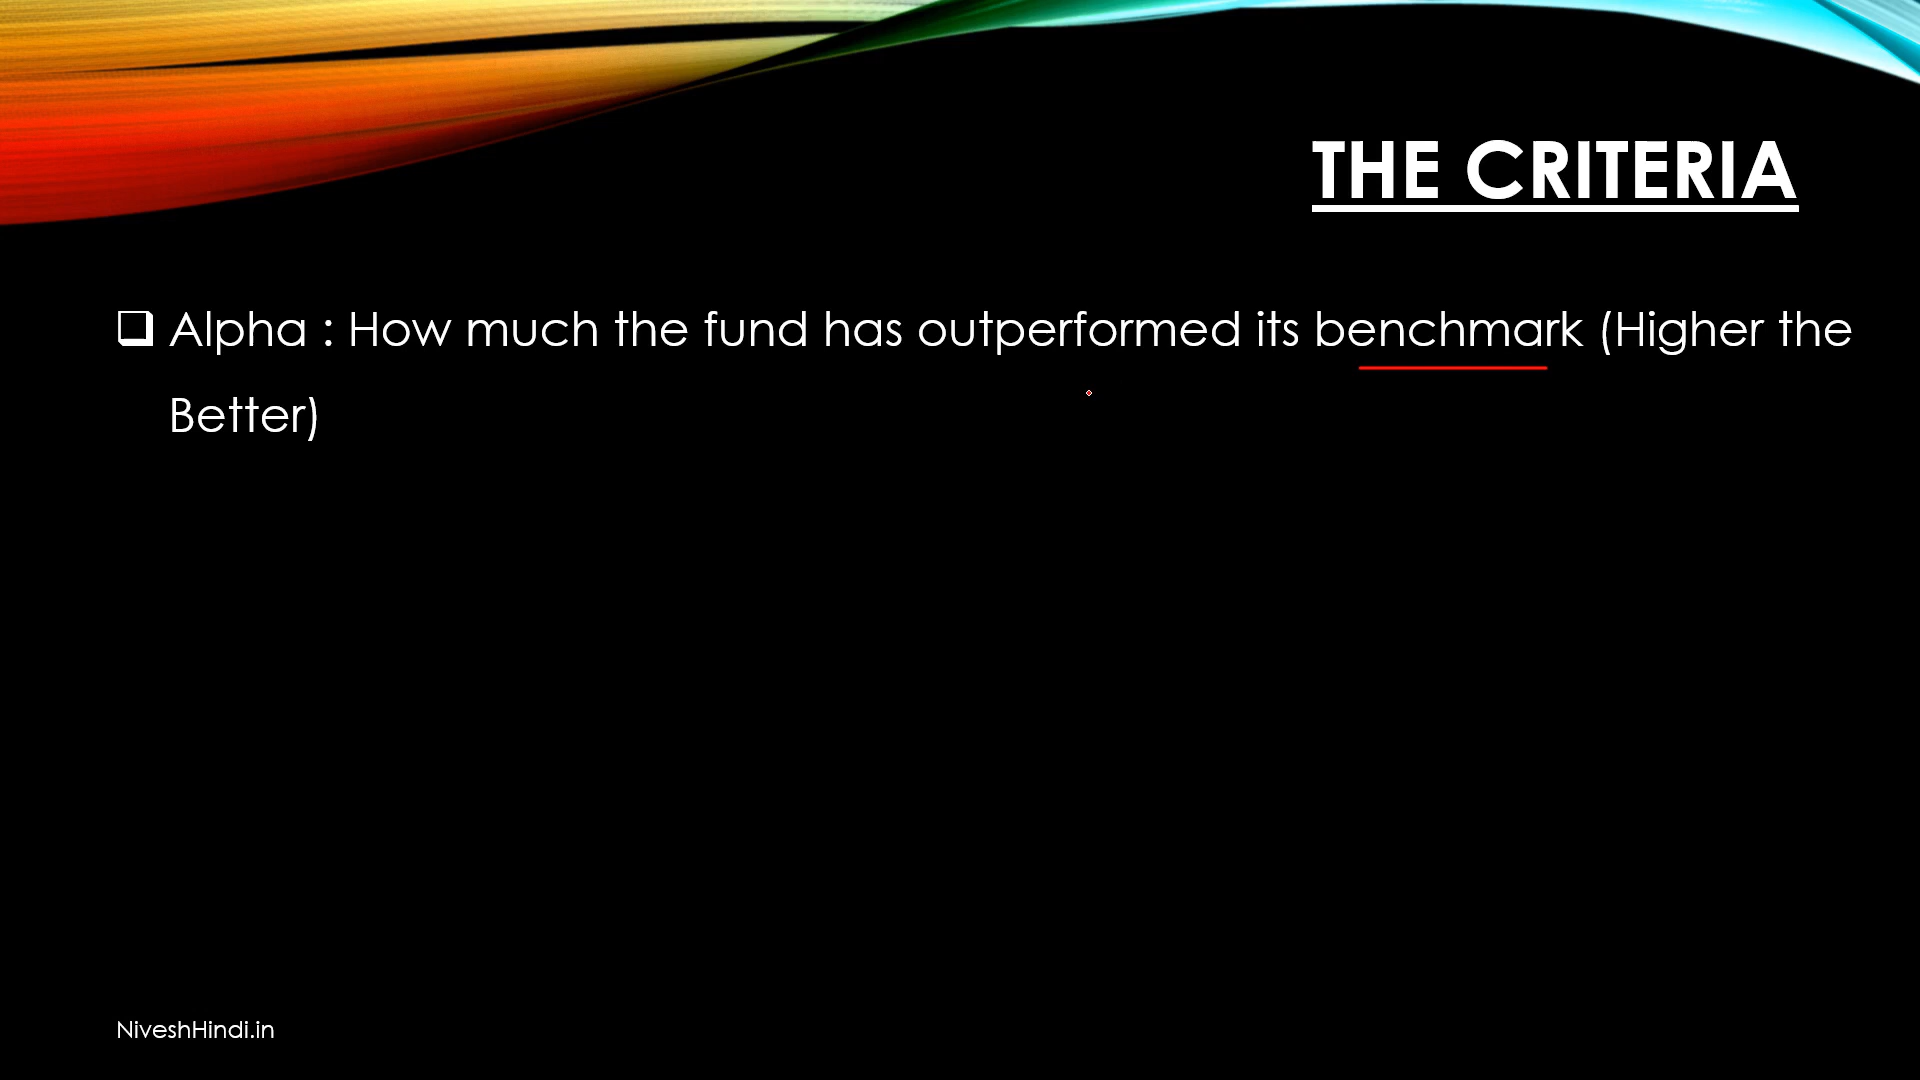 THE CRITERIA
❑ Alpha : How much the fund has outperformed its benchmark (Higher the
Better)
NiveshHindi.in